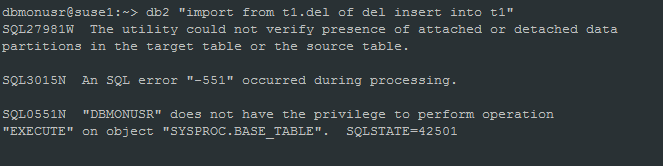 dbmonusr@suse1:~> db2 "import from t1.del of del insert into t1"
SQL27981W  The utility could not verify presence of attached or detached data
partitions in the target table or the source table.
SQL3015N  An SQL error "-551" occurred during processing.
SQL0551N  "DBMONUSR" does not have the privilege to perform operation
"EXECUTE" on object "SYSPROC.BASE_TABLE".  SQLSTATE=42501